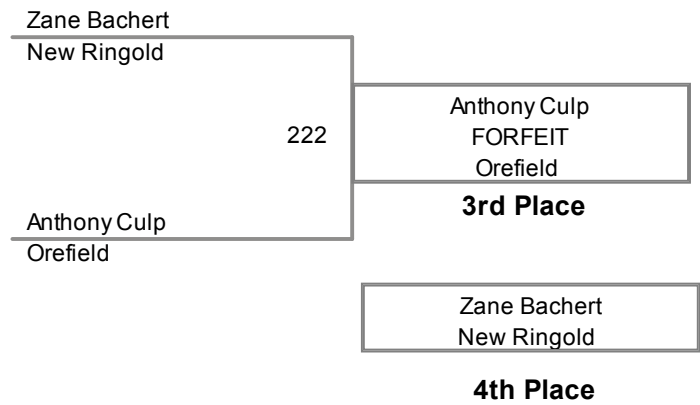 Zane Bachert
New Ringold
222
Anthony Culp
FORFEIT
Orefield
3rd Place
Anthony Culp
Orefield
Zane Bachert
New Ringold
4th Place